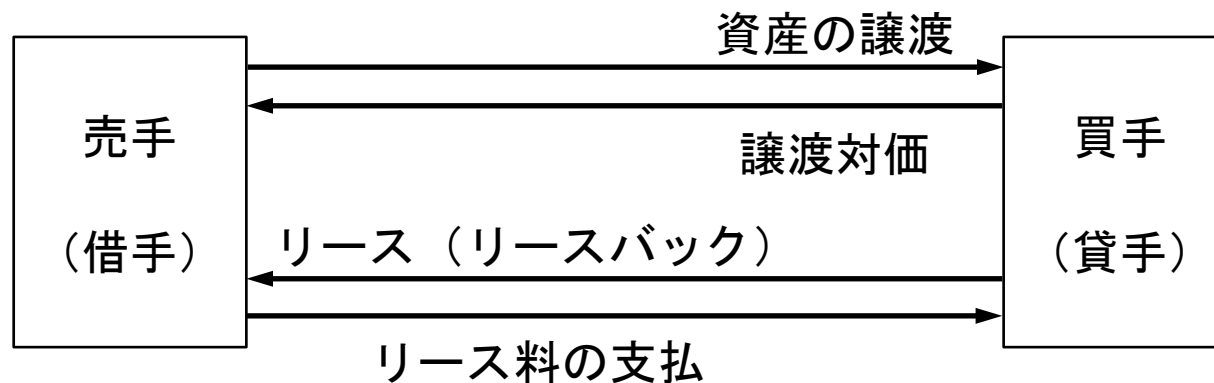 資産の譲渡
売手
（借手）
譲渡対価
買手
（貸手）
リース（リースバック）
リース料の支払